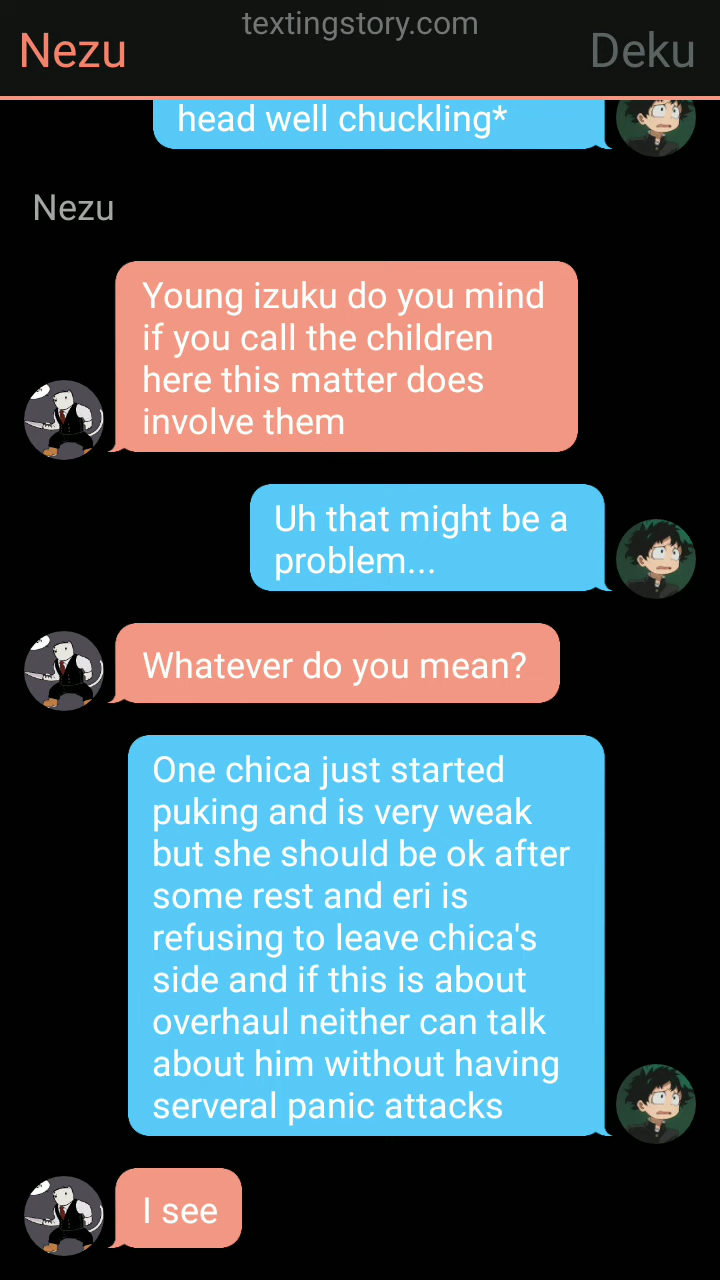 textingstory.com
Nezu
Deku
head well chuckling*
Nezu
Young izuku do you mind
if you call the children
here this matter does
involve them
Uh that might be a
problem...
Whatever do you mean?
One chica just started
puking and is very weak
but she should be ok after
some rest and eri is
refusing to leave chica's
side and if this is about
overhaul neither can talk
about him without having
serveral panic attacks
I see